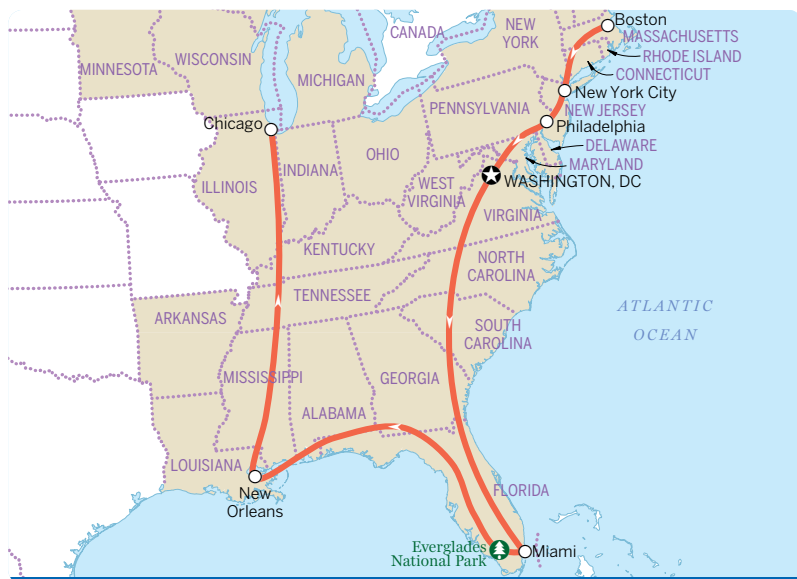 Boston
CANADA
NEW
YORK
MASSACHUSETTS
WISCONSIN
RHODE ISLAND
MINNESOTA
MICHIGAN
CONNECTICUT
New York City
PENNSYLVANIA
NEW JERSEY
Chicago
Philadelphia
OHIO
DELAWARE
INDIANA
MARYLAND
ILLINOIS
WEST
VIRGINIA
WASHINGTON, DC
VIRGINIA
KENTUCKY
NORTH
CAROLINA
TENNESSEE
ATLANTIC
OCEAN
ARKANSAS
SOUTH
CAROLINA
MISSISSIPPI
GEORGIA
ALABAMA
LOUISIANA
New
Orleans
FLORIDA
Everglades
National Park
Miami